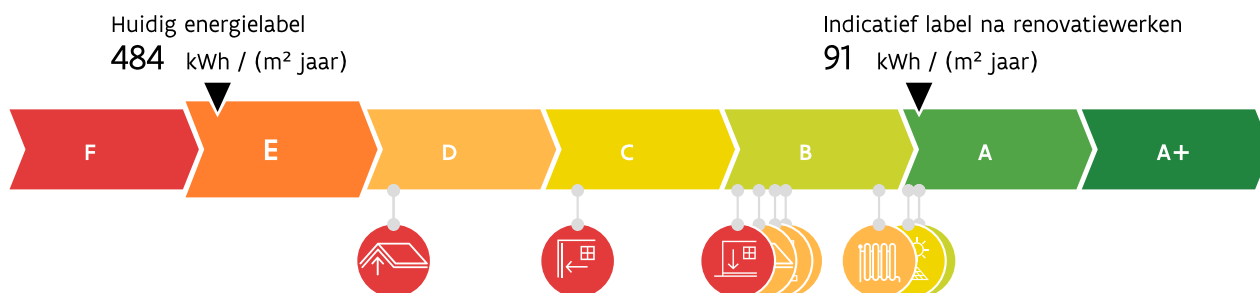 Huidig energielabel
484 kWh / (m² jaar)
Indicatief label na renovatiewerken
91 kWh / (m² jaar)
F E D C B A A+